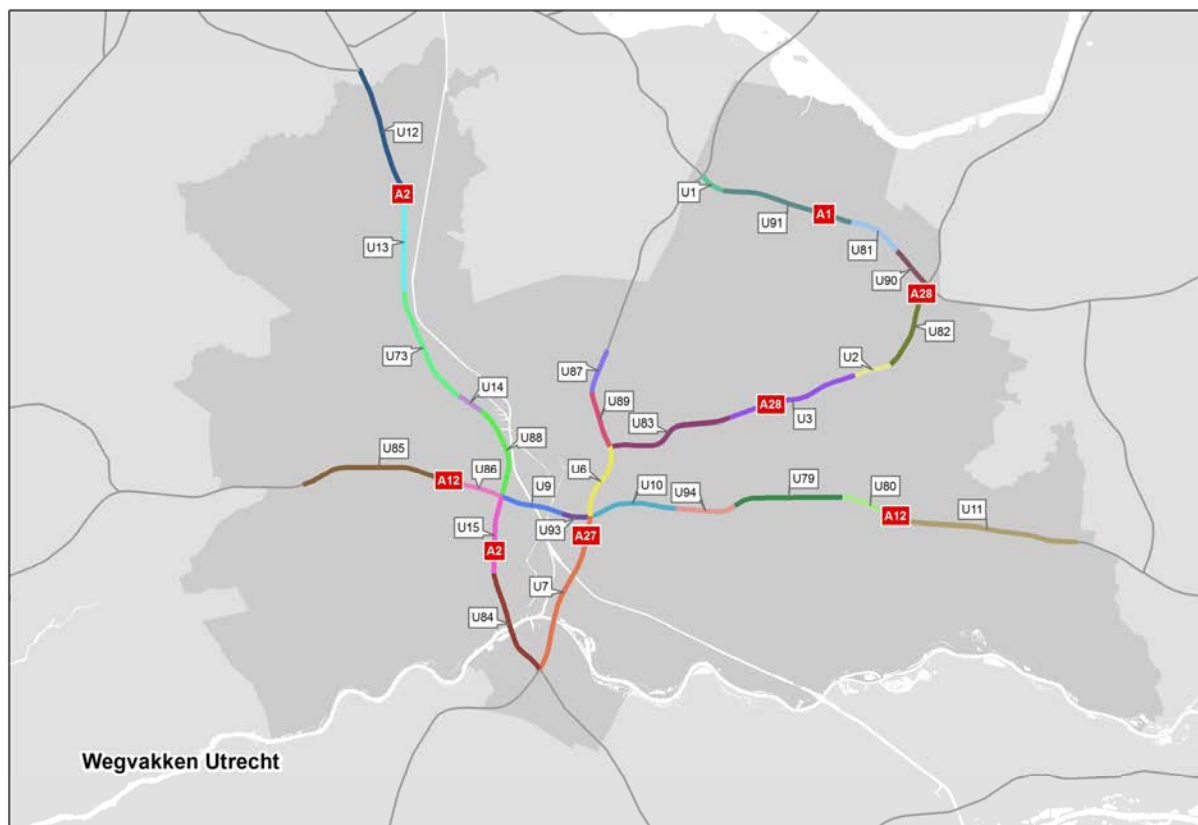 U12
A2
U1
U91
A1
U13
U81
U90
A28
U82
U73
U2
U87
U14
U89
A28
U3
U83
U88
U85
A12
U86
U9
U6
U10
U94
U79
U80
A12
U11
U15
U93
A27
A2
U7
U84
Wegvakken Utrecht